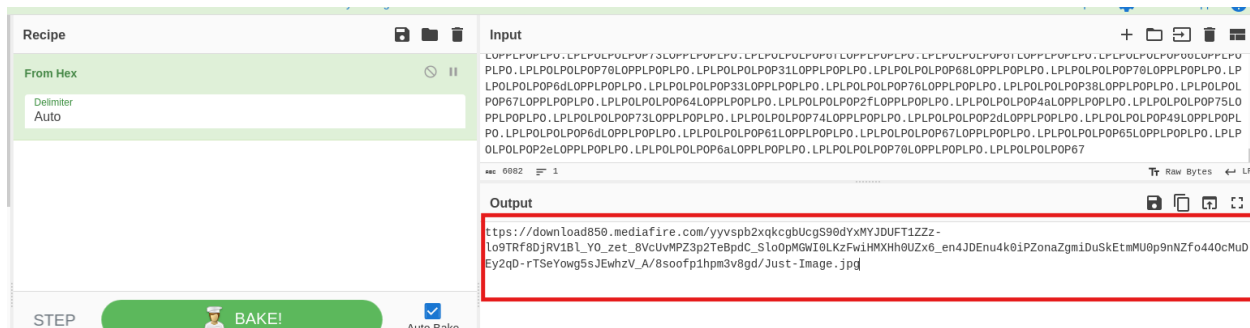 Recipe
From Hex
Delimiter
Auto
STEP
BAKE!
Auto Bake
Input
PLPO.LPLPOLPOLPOP70LOPPLPOPLPO.LPLPOLPOLPOP31LOPPLPOPLPO.LPLPOLPOLPOP68LOPPLPOPLPO.LPLPOLPOLPOP70LOPPLPOPLPO.LP
LPOLPOLPOP6dLOPPLPOPLPO.LPLPOLPOLPOP33LOPPLPOPLPO.LPLPOLPOLPOP76LOPPLPOPLPO.LPLPOLPOLPOP38LOPPLPOPLPO.LPLPOLPOL
POP67LOPPLPOPLPO.LPLPOLPOLPOP64LOPPLPOPLPO.LPLPOLPOLPOP2fLOPPLPOPLPO.LPLPOLPOLPOP4aLOPPLPOPLPO.LPLPOLPOLPOP75LO
PPLPOPLPO.LPLPOLPOLPOP73LOPPLPOPLPO.LPLPOLPOLPOP74LOPPLPOPLPO.LPLPOLPOLPOP2dLOPPLPOPLPO.LPLPOLPOLPOP49LOPPLPOPL
PO.LPLPOLPOLPOP6dLOPPLPOPLPO.LPLPOLPOLPOP61LOPPLPOPLPO.LPLPOLPOLPOP67LOPPLPOPLPO.LPLPOLPOLPOP65LOPPLPOPLPO.LPLP
OLPOLPOP2eLOPPLPOPLPO.LPLPOLPOLPOP6aLOPPLPOPLPO.LPLPOLPOLPOP70LOPPLPOPLPO.LPLPOLPOLPOP67
6082 1
Raw Bytes LF
Output
ttps://download850.mediafire.com/yyvspb2xqkcgbUcgS90dYxMYJDUFT1ZZz-
lo9TRf8DjRV1Bl_YO_zet_8VcUvMPZ3p2TeBpdC_SloOpMGWI0LKzFwiHMXHh0UZx6_en4JDEnu4k0iPZonaZgmiDuSkEtmMU0p9nNZfo44OcMuD
Ey2qD-rTSeYowg5sJEwhzV_A/8soofp1hpm3v8gd/Just-Image.jpg